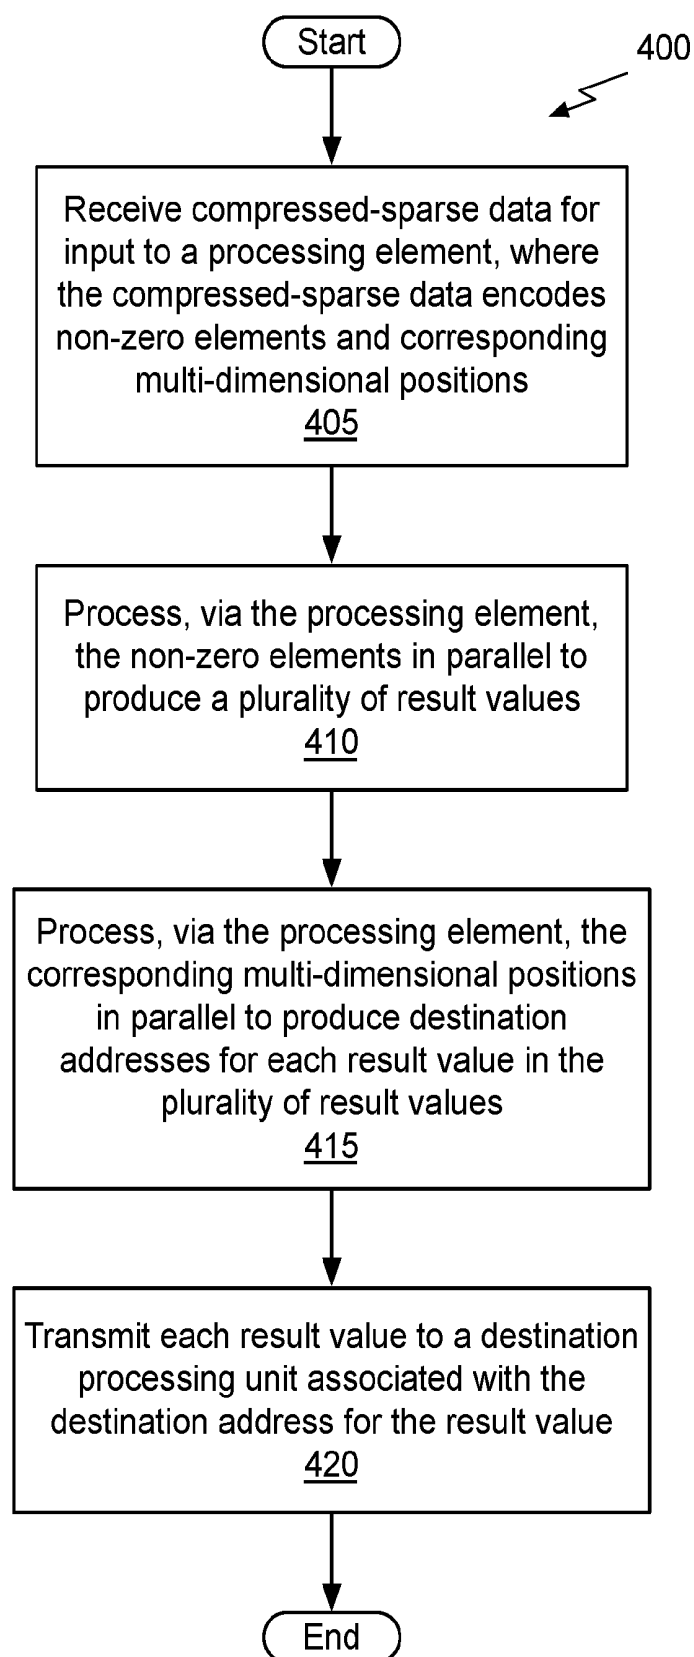 Start
400
Receive compressed-sparse data for
input to a processing element, where
the compressed-sparse data encodes
non-zero elements and corresponding
multi-dimensional positions
405
Process, via the processing element,
the non-zero elements in parallel to
produce a plurality of result values
410
Process, via the processing element, the
corresponding multi-dimensional positions
in parallel to produce destination
addresses for each result value in the
plurality of result values
415
Transmit each result value to a destination
processing unit associated with the
destination address for the result value
420
End